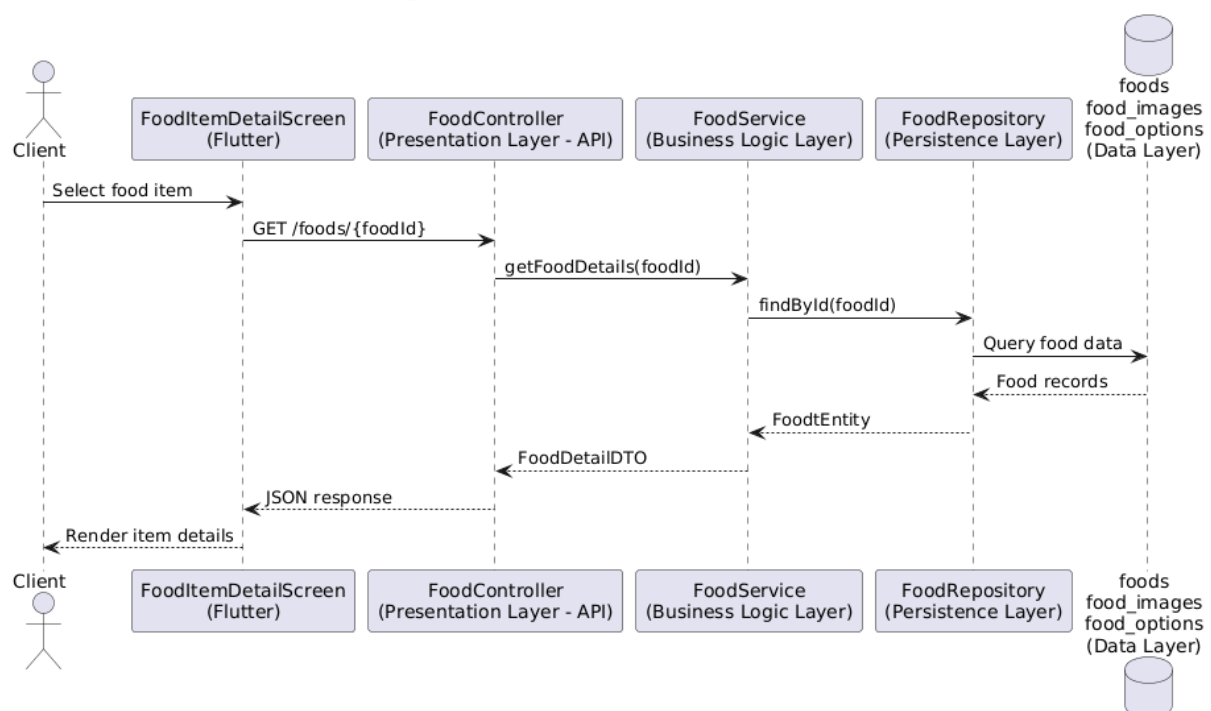 foods
food_images
food_options
(Data Layer)
Client
FoodItemDetailScreen
(Flutter)
FoodController
(Presentation Layer - API)
FoodService
(Business Logic Layer)
FoodRepository
(Persistence Layer)
Select food item
GET /foods/{foodId}
getFoodDetails(foodId)
findById(foodId)
Query food data
Food records
FoodtEntity
FoodDetailDTO
JSON response
Render item details
Client
FoodItemDetailScreen
(Flutter)
FoodController
(Presentation Layer - API)
FoodService
(Business Logic Layer)
FoodRepository
(Persistence Layer)
foods
food_images
food_options
(Data Layer)